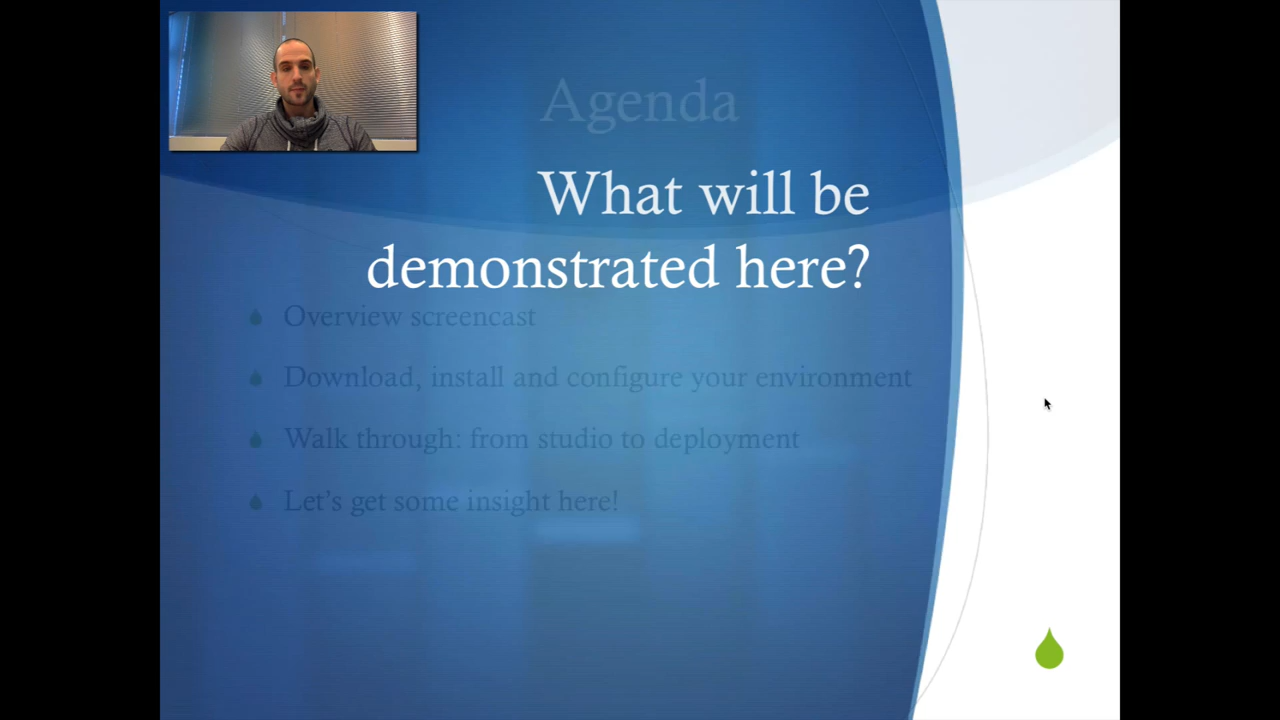 Agenda
What will be
demonstrated here?
Overview screencast
Download, install and configure your environment
Walk through: from studio to deployment
Let's get some insight here!